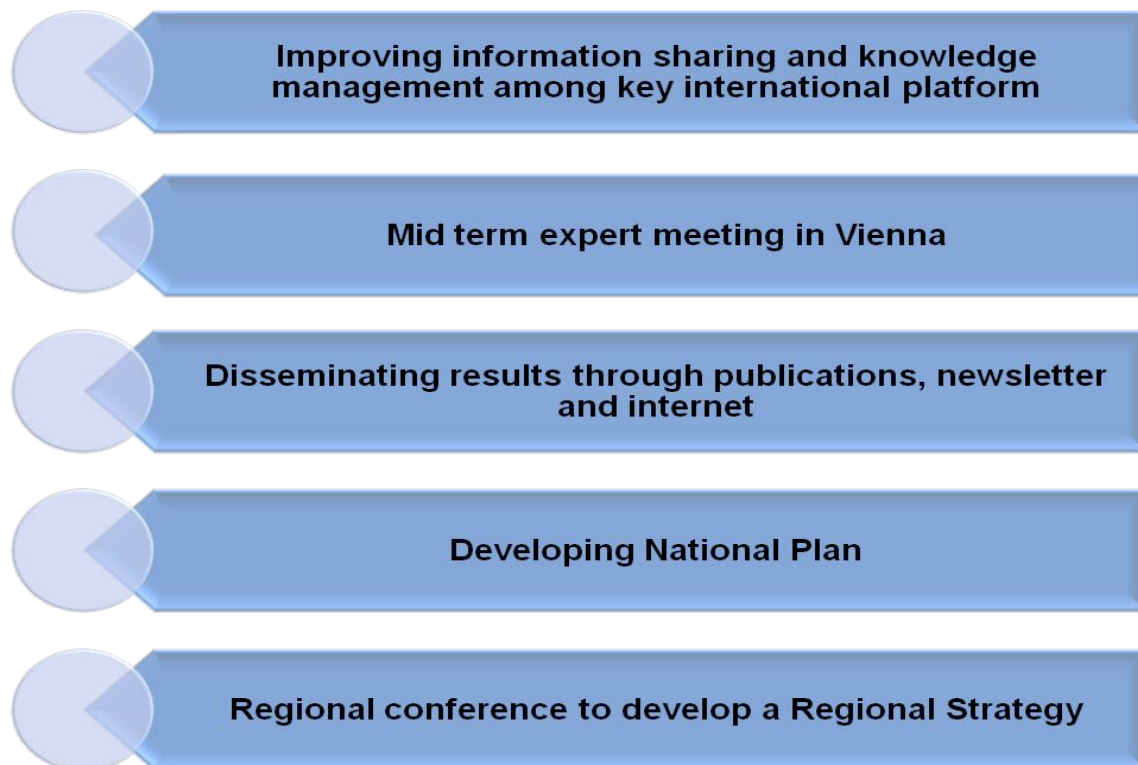 Improving information sharing and knowledge
management among key international platform
Mid term expert meeting in Vienna
Disseminating results through publications, newsletter
and internet
Developing National Plan
Regional conference to develop a Regional Strategy